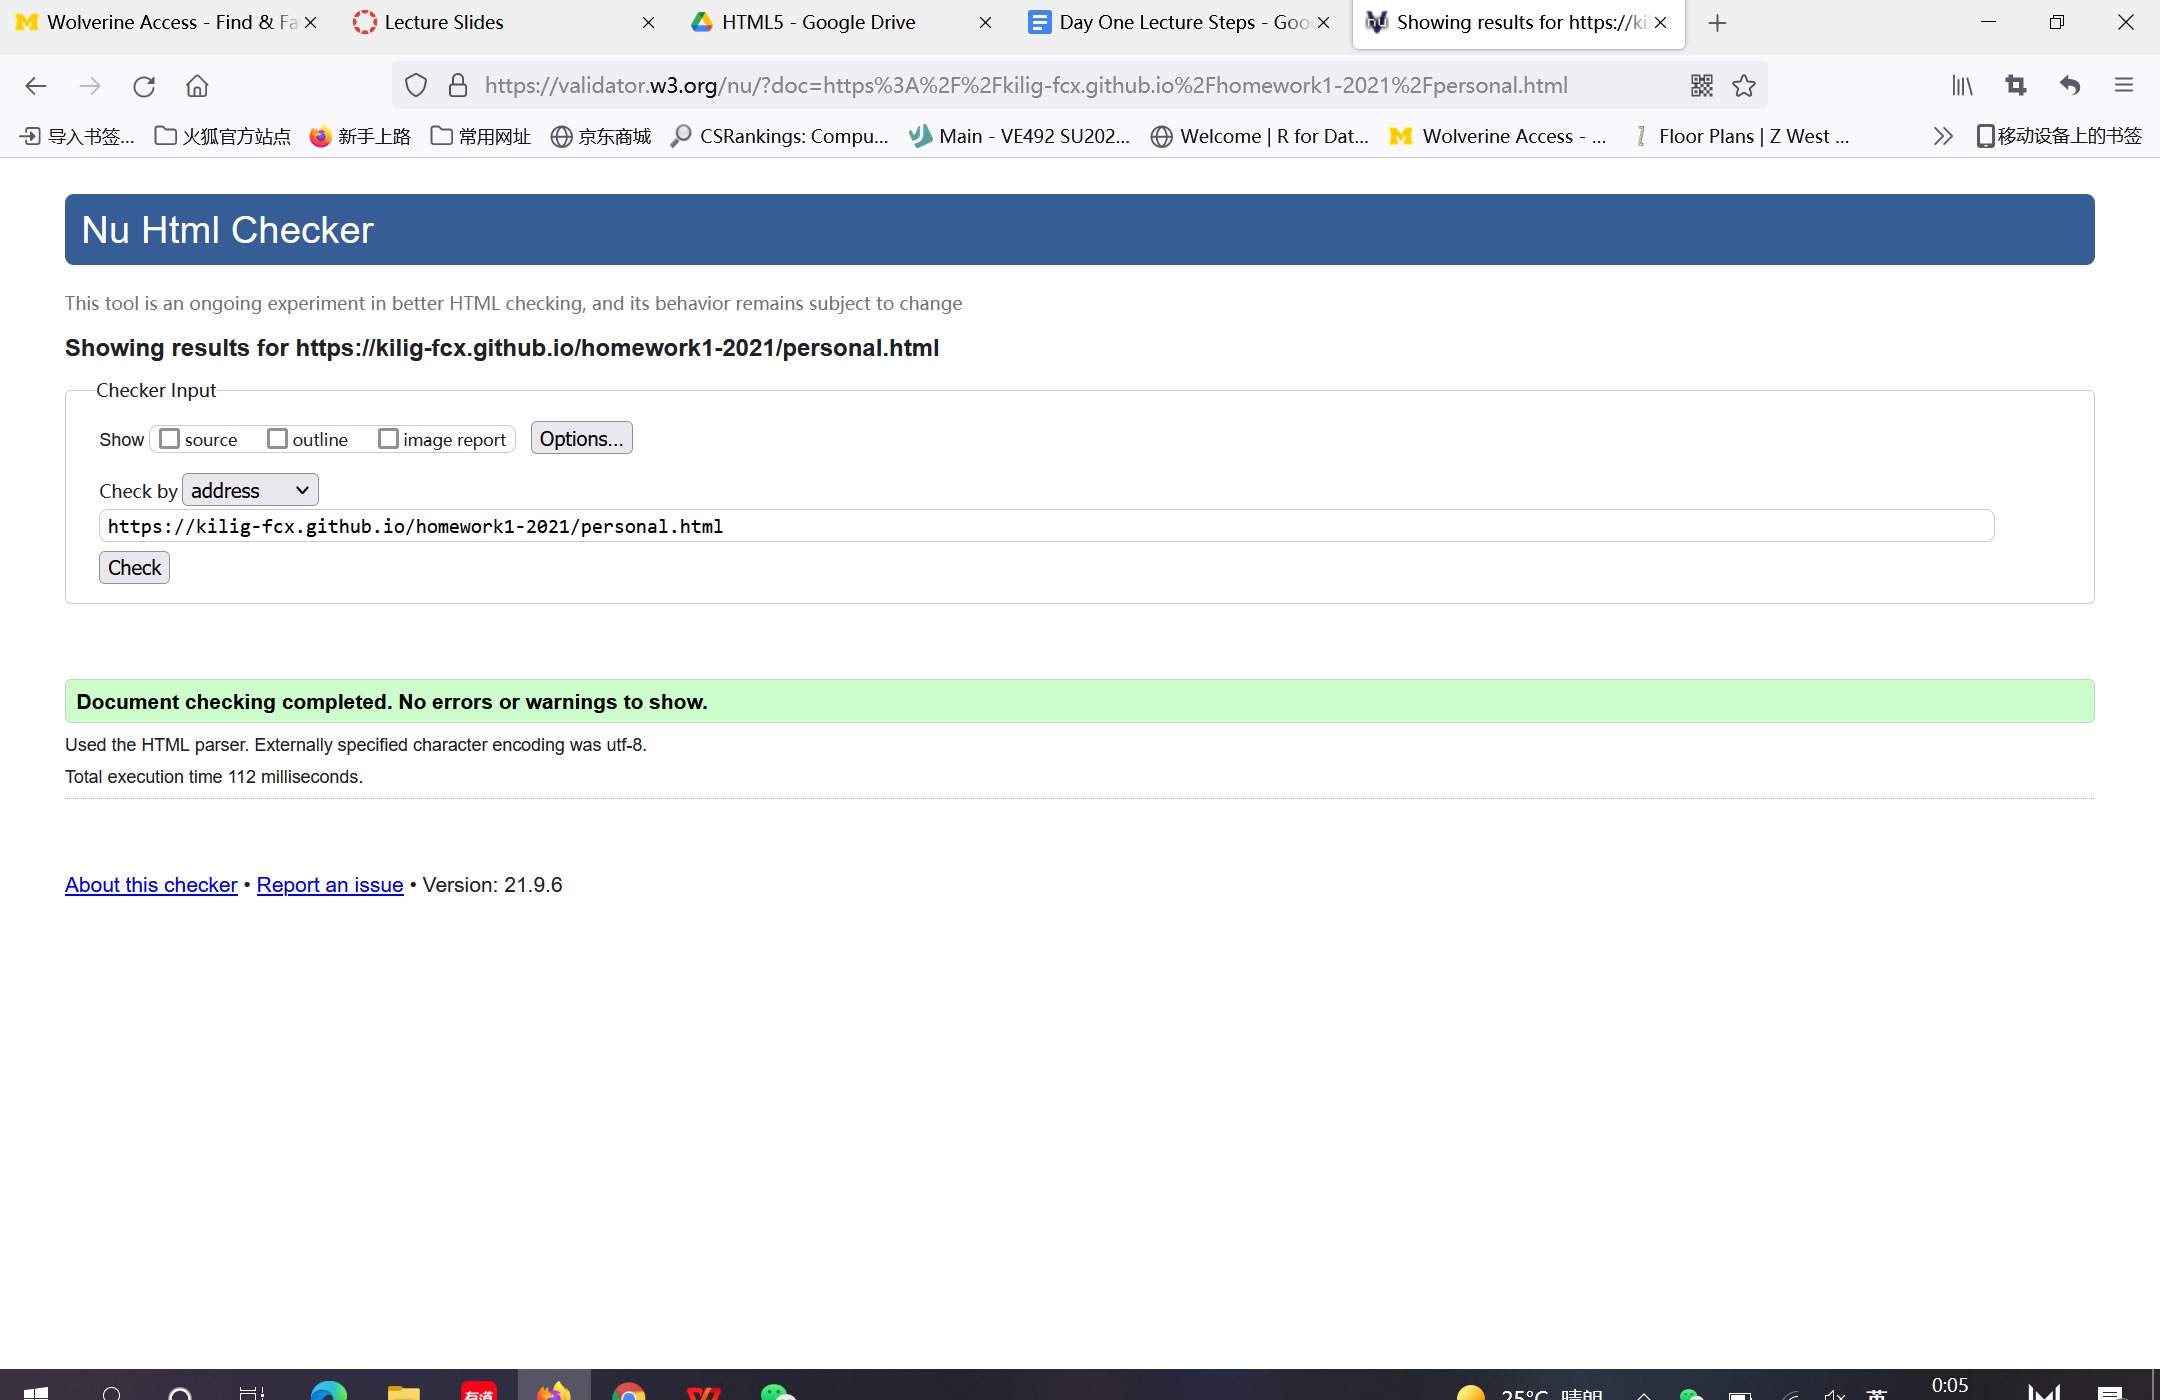 Wolverine Access - Find & Fa
Lecture Slides
HTML5 - Google Drive
Day One Lecture Steps - Goo
Showing results for https://kili
https://validator.w3.org/nu/?doc=https%3A%2F%2Fkilig-fcx.github.io%2Fhomework1-2021%2Fpersonal.html
导入书签...
火狐官方站点
新手上路
常用网址
京东商城
CSRankings: Compu...
Main - VE492 SU202...
Welcome | R for Dat...
Wolverine Access - ...
Floor Plans | Z West ...
移动设备上的书签
Nu Html Checker
This tool is an ongoing experiment in better HTML checking, and its behavior remains subject to change
Showing results for https://kilig-fcx.github.io/homework1-2021/personal.html
Checker Input
Show source outline image report Options...
Check by address
https://kilig-fcx.github.io/homework1-2021/personal.html
Check
Document checking completed. No errors or warnings to show.
Used the HTML parser. Externally specified character encoding was utf-8.
Total execution time 112 milliseconds.
About this checker • Report an issue • Version: 21.9.6
有道
25°C 晴朗
英
0:05